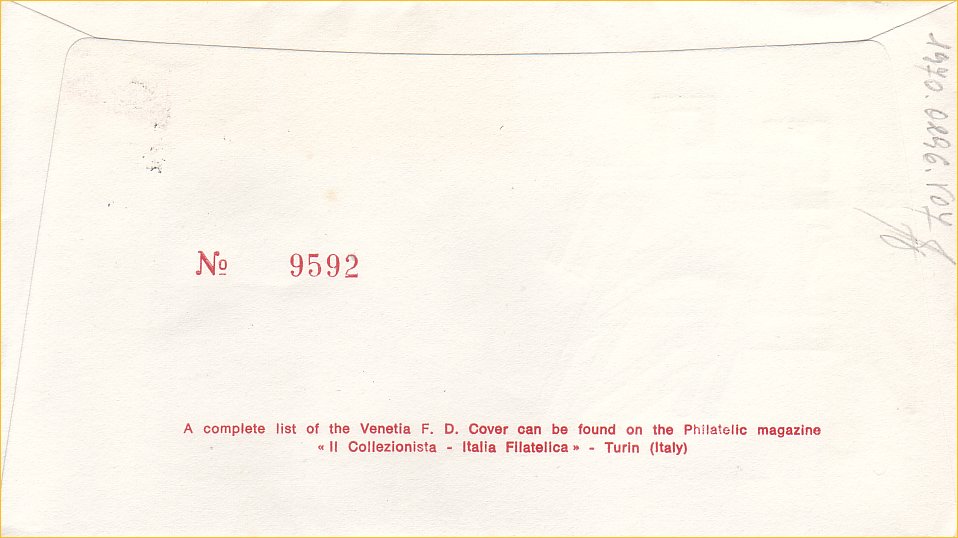 № 9592
A complete list of the Venetia F. D. Cover can be found on the Philatelic magazine
« Il Collezionista - Italia Filatelica » - Turin (Italy)